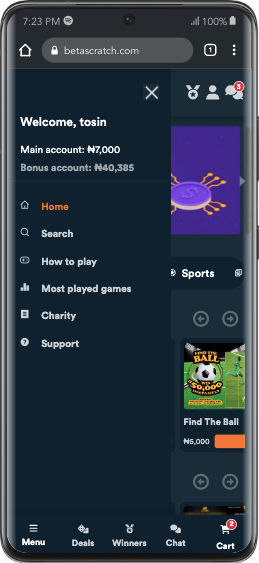 7:23 PM
100%
betascratch.com
1
3
Welcome, tosin
Main account: ₦7,000
Bonus account: ₦40,385
Home
Search
How to play
Most played games
Charity
Support
Sports
FIND THE
BALL
WIN
₦50,000
INSTANTLY
Find The Ball
₦5,000
Menu
Deals
Winners
Chat
2
Cart